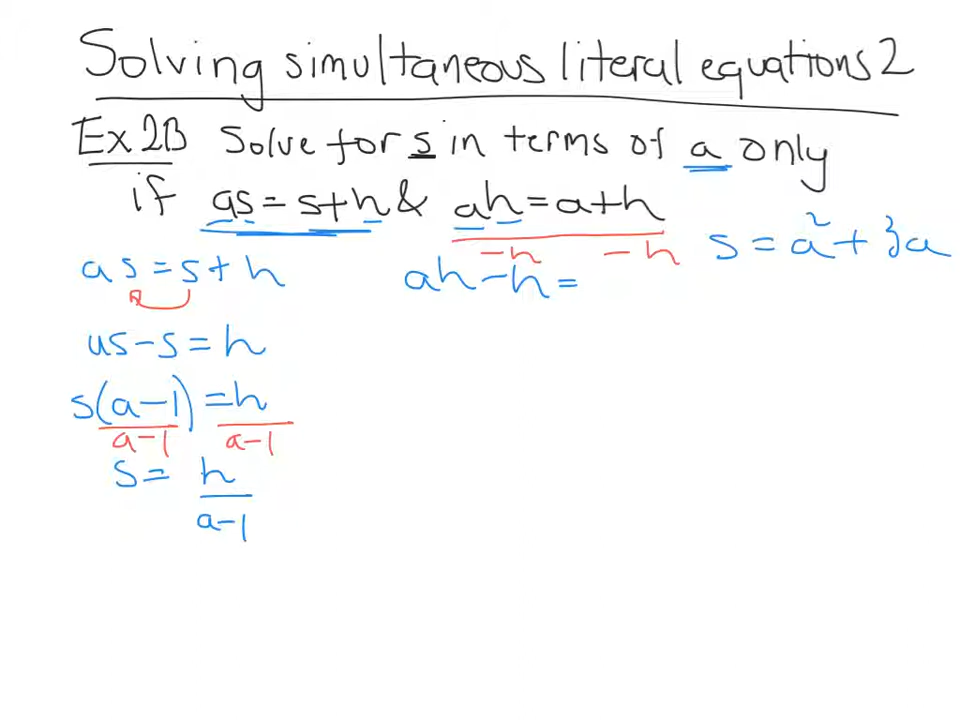 Solving simultaneous literal equations 2
Ex 2B Solve for s in terms of a only
if as = s+h & ah = a+h
-h -h
s = a² + 3a
as = s+h
ah - h =
as - s = h
s(a-1) = h
a-1 a-1
s = h
a-1